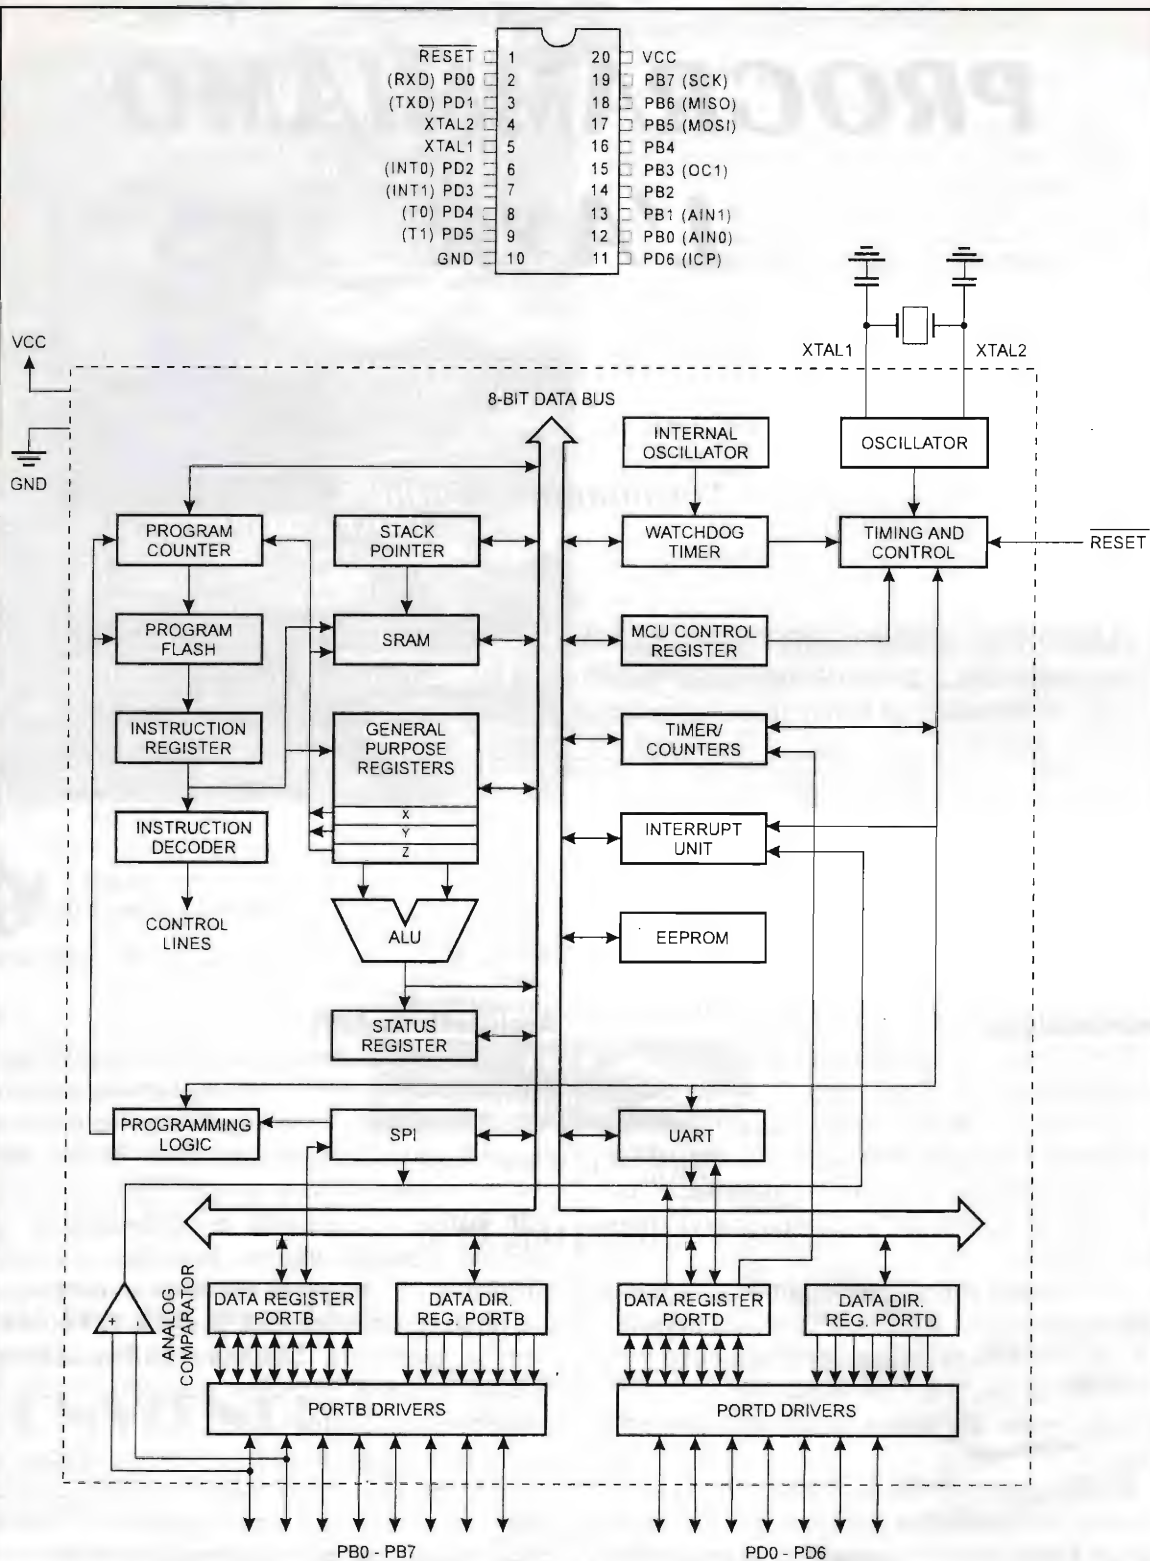 RESET 1 20 VCC
(RXD) PD0 2 19 PB7 (SCK)
(TXD) PD1 3 18 PB6 (MISO)
XTAL2 4 17 PB5 (MOSI)
XTAL1 5 16 PB4
(INT0) PD2 6 15 PB3 (OC1)
(INT1) PD3 7 14 PB2
(T0) PD4 8 13 PB1 (AIN1)
(T1) PD5 9 12 PB0 (AIN0)
GND 10 11 PD6 (ICP)
VCC
GND
XTAL1
XTAL2
8-BIT DATA BUS
INTERNAL
OSCILLATOR
OSCILLATOR
PROGRAM
COUNTER
STACK
POINTER
WATCHDOG
TIMER
TIMING AND
CONTROL
RESET
PROGRAM
FLASH
SRAM
MCU CONTROL
REGISTER
INSTRUCTION
REGISTER
GENERAL
PURPOSE
REGISTERS
X
Y
Z
TIMER/
COUNTERS
INSTRUCTION
DECODER
INTERRUPT
UNIT
CONTROL
LINES
ALU
EEPROM
STATUS
REGISTER
PROGRAMMING
LOGIC
SPI
UART
+ -
ANALOG
COMPARATOR
DATA REGISTER
PORTB
DATA DIR.
REG. PORTB
DATA REGISTER
PORTD
DATA DIR.
REG. PORTD
PORTB DRIVERS
PORTD DRIVERS
PB0 - PB7
PD0 - PD6